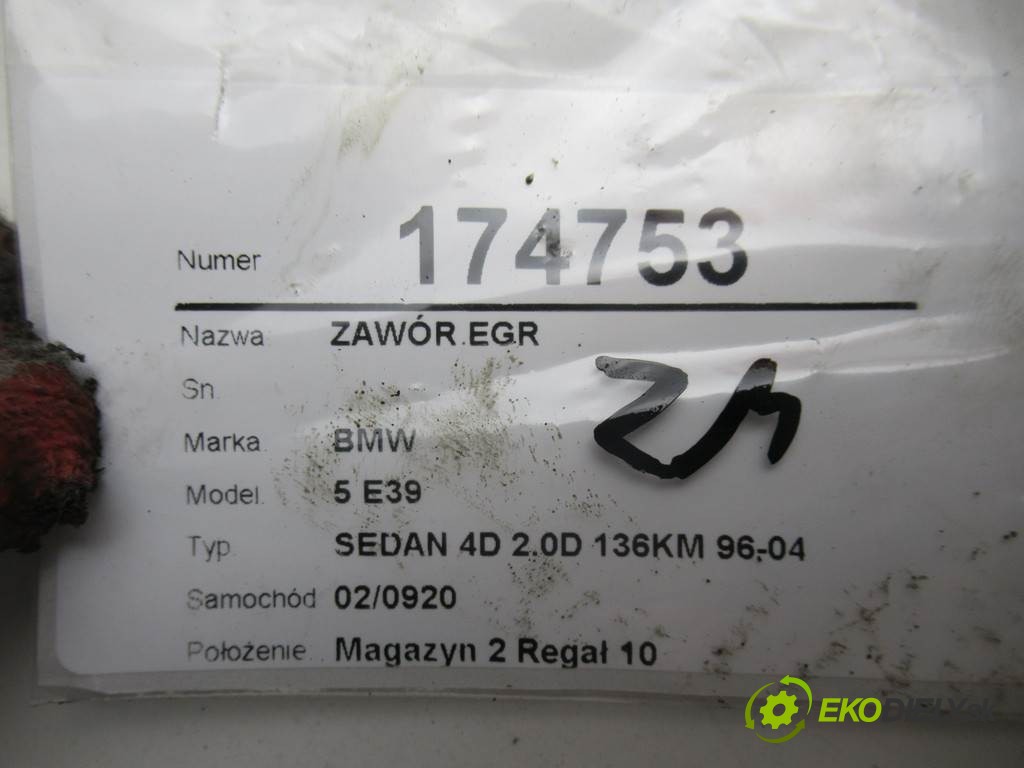 Numer 174753
Nazwa ZAWÓR EGR
Sn
Marka BMW
Model 5 E39
Typ SEDAN 4D 2.0D 136KM 96-04
Samochód 02/0920
Położenie Magazyn 2 Regał 10